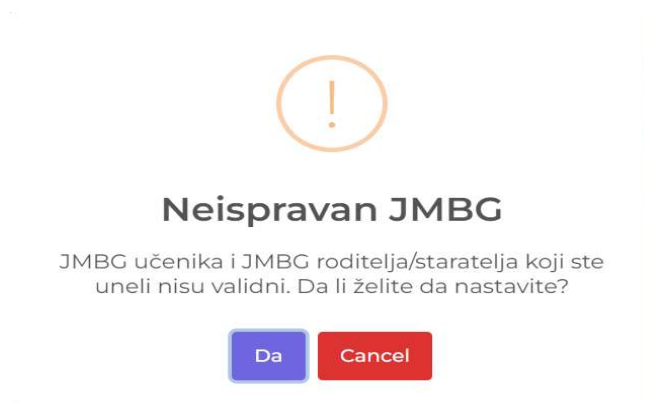 Neispravan JMBG
JMBG učenika i JMBG roditelja/staratelja koji ste
uneli nisu validni. Da li želite da nastavite?
Da Cancel